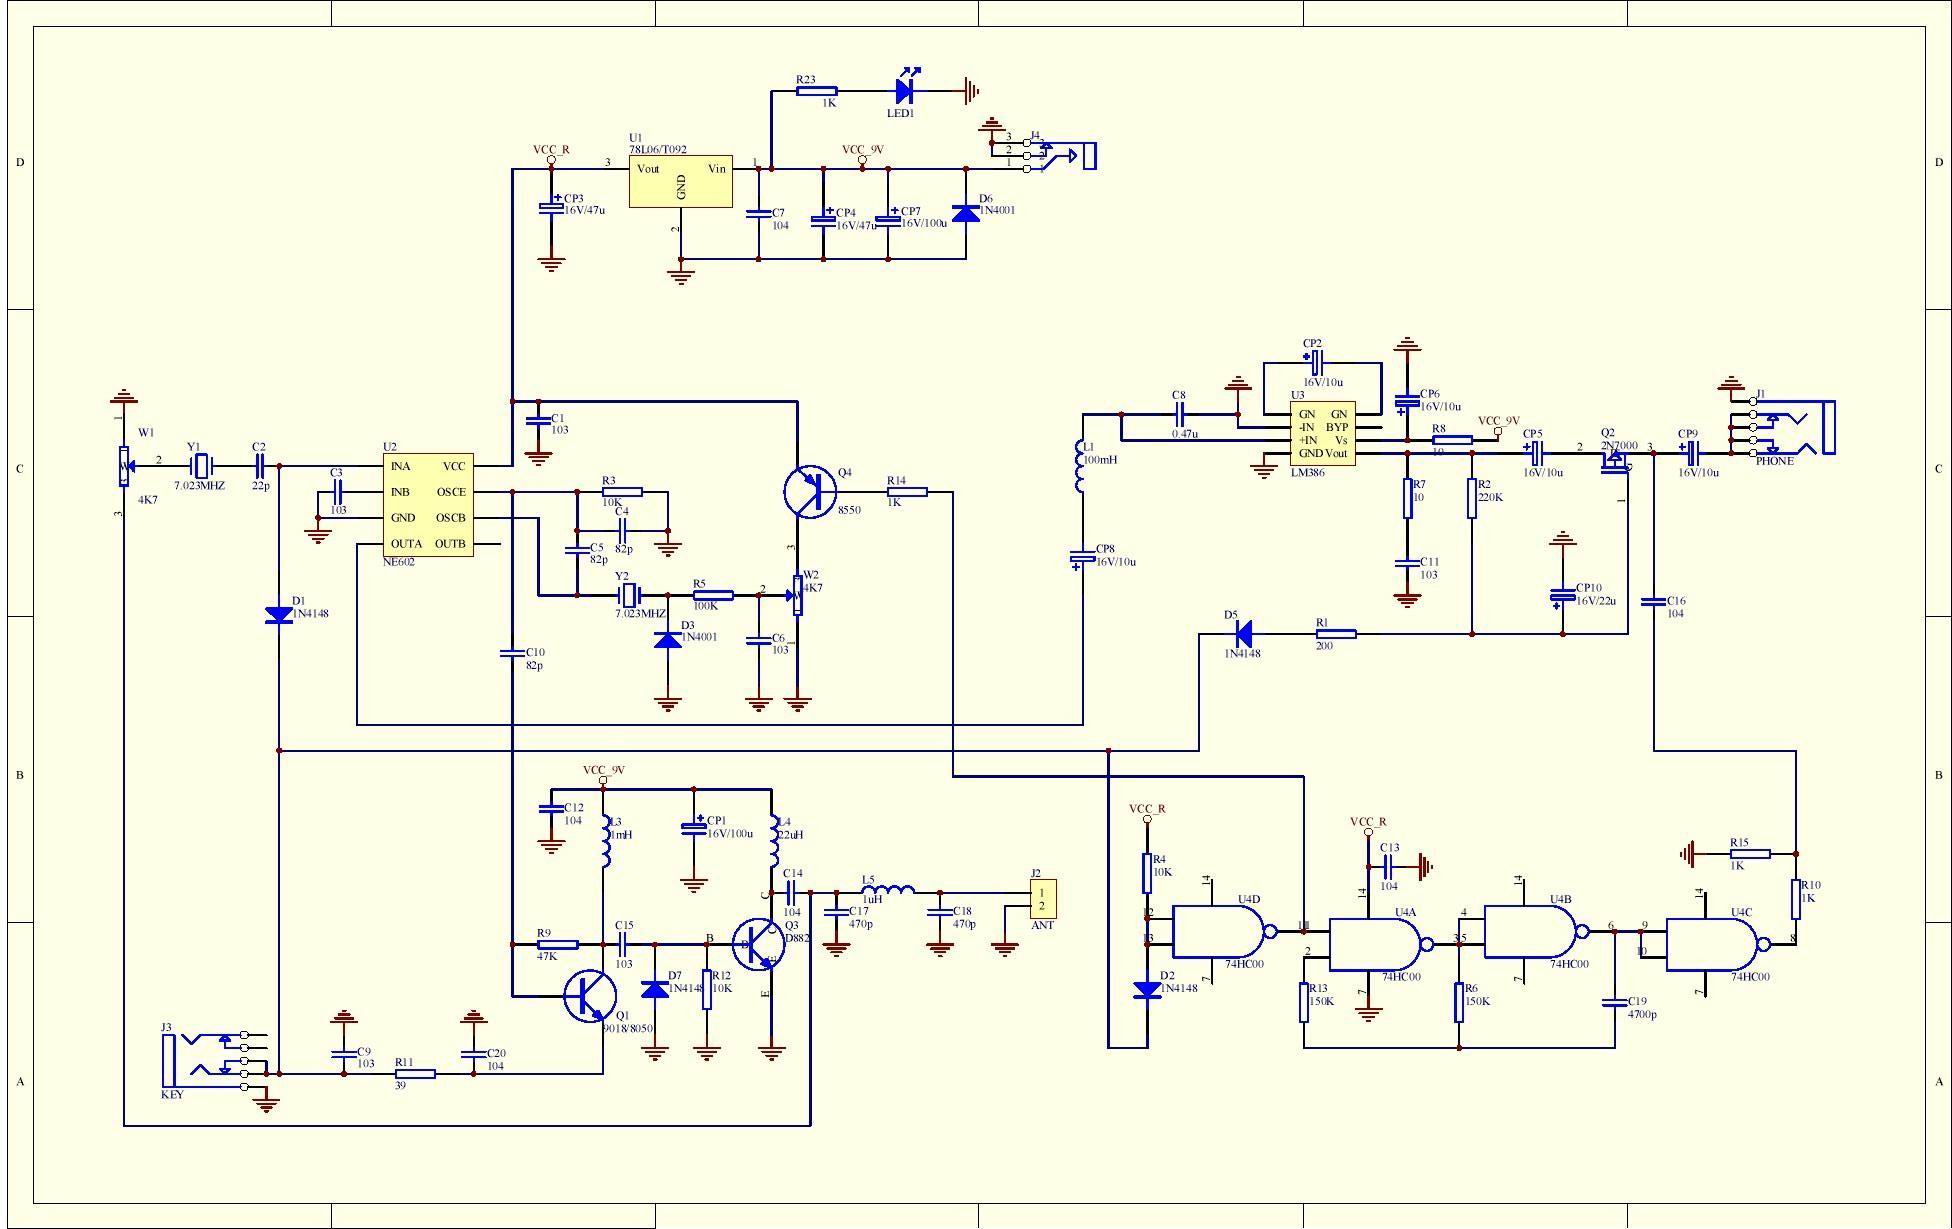 R23
1K
LED1
D
D
U1
78L06/T092
VCC_R
3
Vout
Vin
GND
1
2
VCC_9V
J4
3
2
1
CP3
16V/47u
C7
104
CP4
16V/47u
CP7
16V/100u
D6
1N4001
C
C
1
W1
2
4K7
3
Y1
7.023MHZ
C2
22p
C3
103
U2
INA
INB
GND
OUTA
VCC
OSCE
OSCB
OUTB
NE602
C1
103
R3
10K
C4
82p
C5
82p
Y2
7.023MHZ
R5
100K
2
W2
4K7
3
1
Q4
8550
R14
1K
D3
1N4001
C6
103
C10
82p
D1
1N4148
L1
100mH
CP8
16V/10u
C8
0.47u
CP2
16V/10u
U3
GN
-IN
+IN
GND
GN
BYP
Vs
Vout
LM386
CP6
16V/10u
R8
10
VCC_9V
CP5
16V/10u
2
Q2
2N7000
3
G
1
CP9
16V/10u
J1
PHONE
R7
10
R2
220K
C11
103
CP10
16V/22u
C16
104
D5
1N4148
R1
200
B
B
VCC_9V
C12
104
L3
1mH
CP1
16V/100u
L4
22uH
C14
104
C
C
L5
1uH
C17
470p
C18
470p
J2
1
2
ANT
R9
47K
C15
103
B
B
Q3
D882
E
E
D7
1N4148
R12
10K
Q1
9018/8050
VCC_R
R4
10K
12
13
14
U4D
11
7
74HC00
D2
1N4148
VCC_R
C13
104
14
U4A
2
3
7
74HC00
R13
150K
14
U4B
4
5
6
7
74HC00
R6
150K
C19
4700p
9
10
14
U4C
8
7
74HC00
R15
1K
R10
1K
J3
KEY
C9
103
R11
39
C20
104
A
A